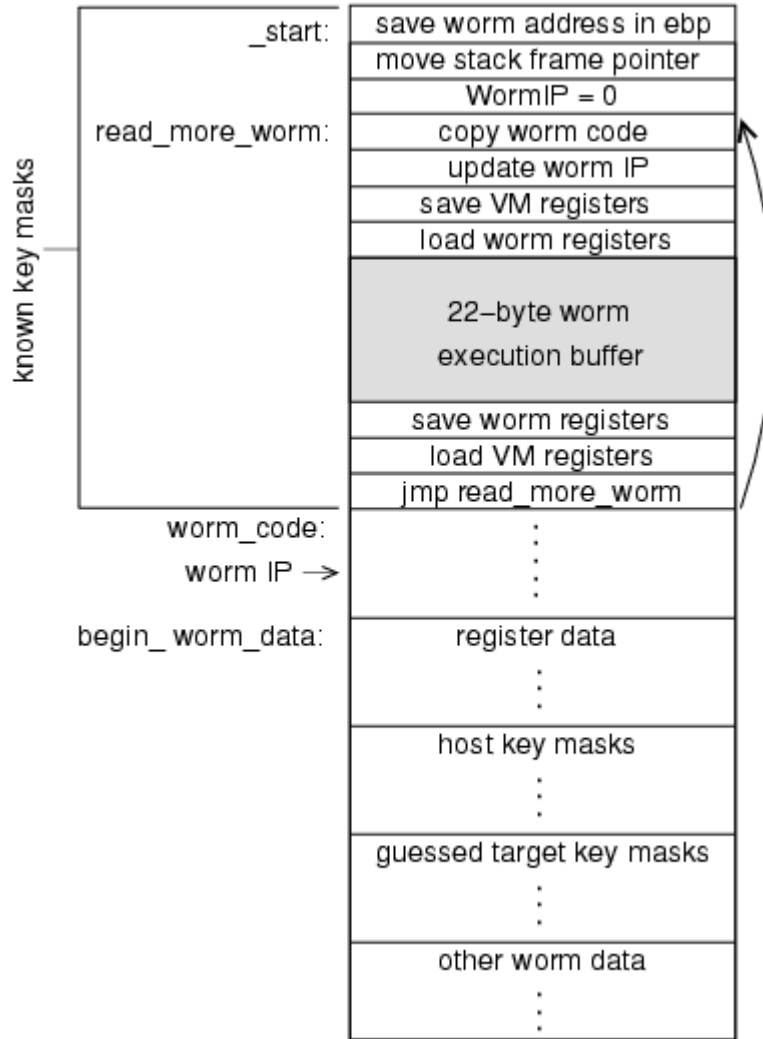 _start:
save worm address in ebp
move stack frame pointer
WormIP = 0
read_more_worm:
copy worm code
update worm IP
save VM registers
load worm registers
known key masks
22-byte worm
execution buffer
save worm registers
load VM registers
jmp read_more_worm
worm_code:
worm IP
begin_ worm_data:
register data
host key masks
guessed target key masks
other worm data